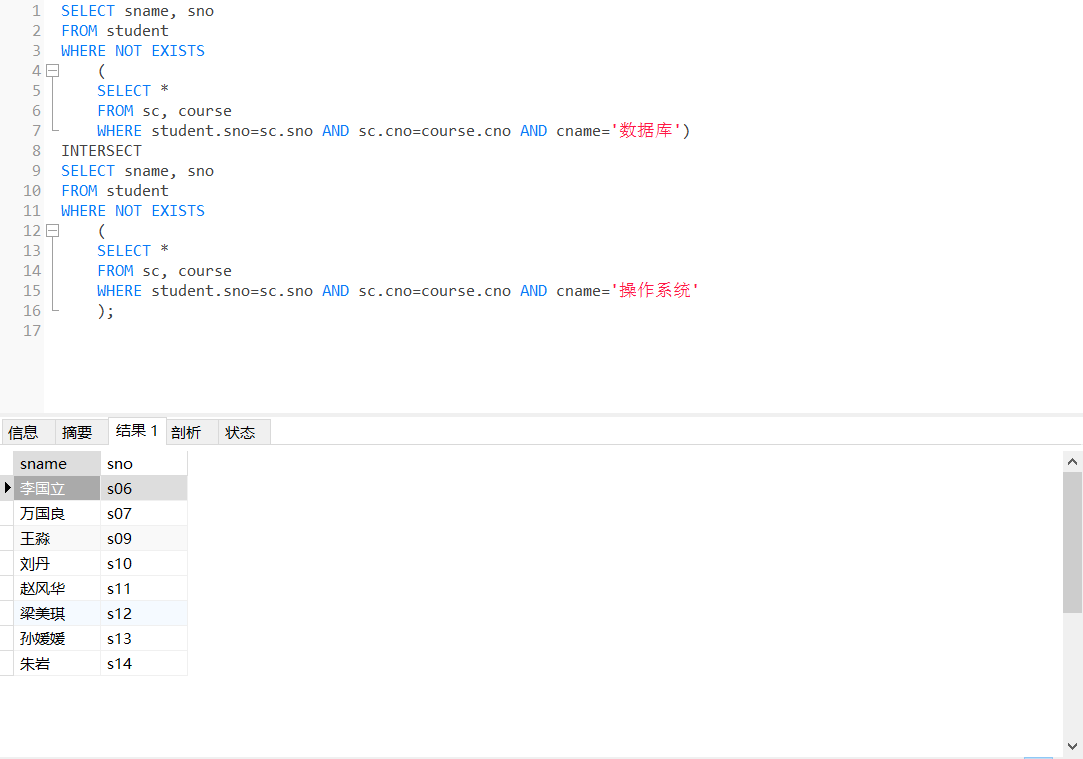 1 SELECT sname, sno
2 FROM student
3 WHERE NOT EXISTS
4 (
5 SELECT *
6 FROM sc, course
7 WHERE student.sno=sc.sno AND sc.cno=course.cno AND cname='数据库')
8 INTERSECT
9 SELECT sname, sno
10 FROM student
11 WHERE NOT EXISTS
12 (
13 SELECT *
14 FROM sc, course
15 WHERE student.sno=sc.sno AND sc.cno=course.cno AND cname='操作系统'
16 );
17
信息 摘要 结果 1 剖析 状态
sname sno
李国立 s06
万国良 s07
王淼 s09
刘丹 s10
赵风华 s11
梁美琪 s12
孙媛媛 s13
朱岩 s14